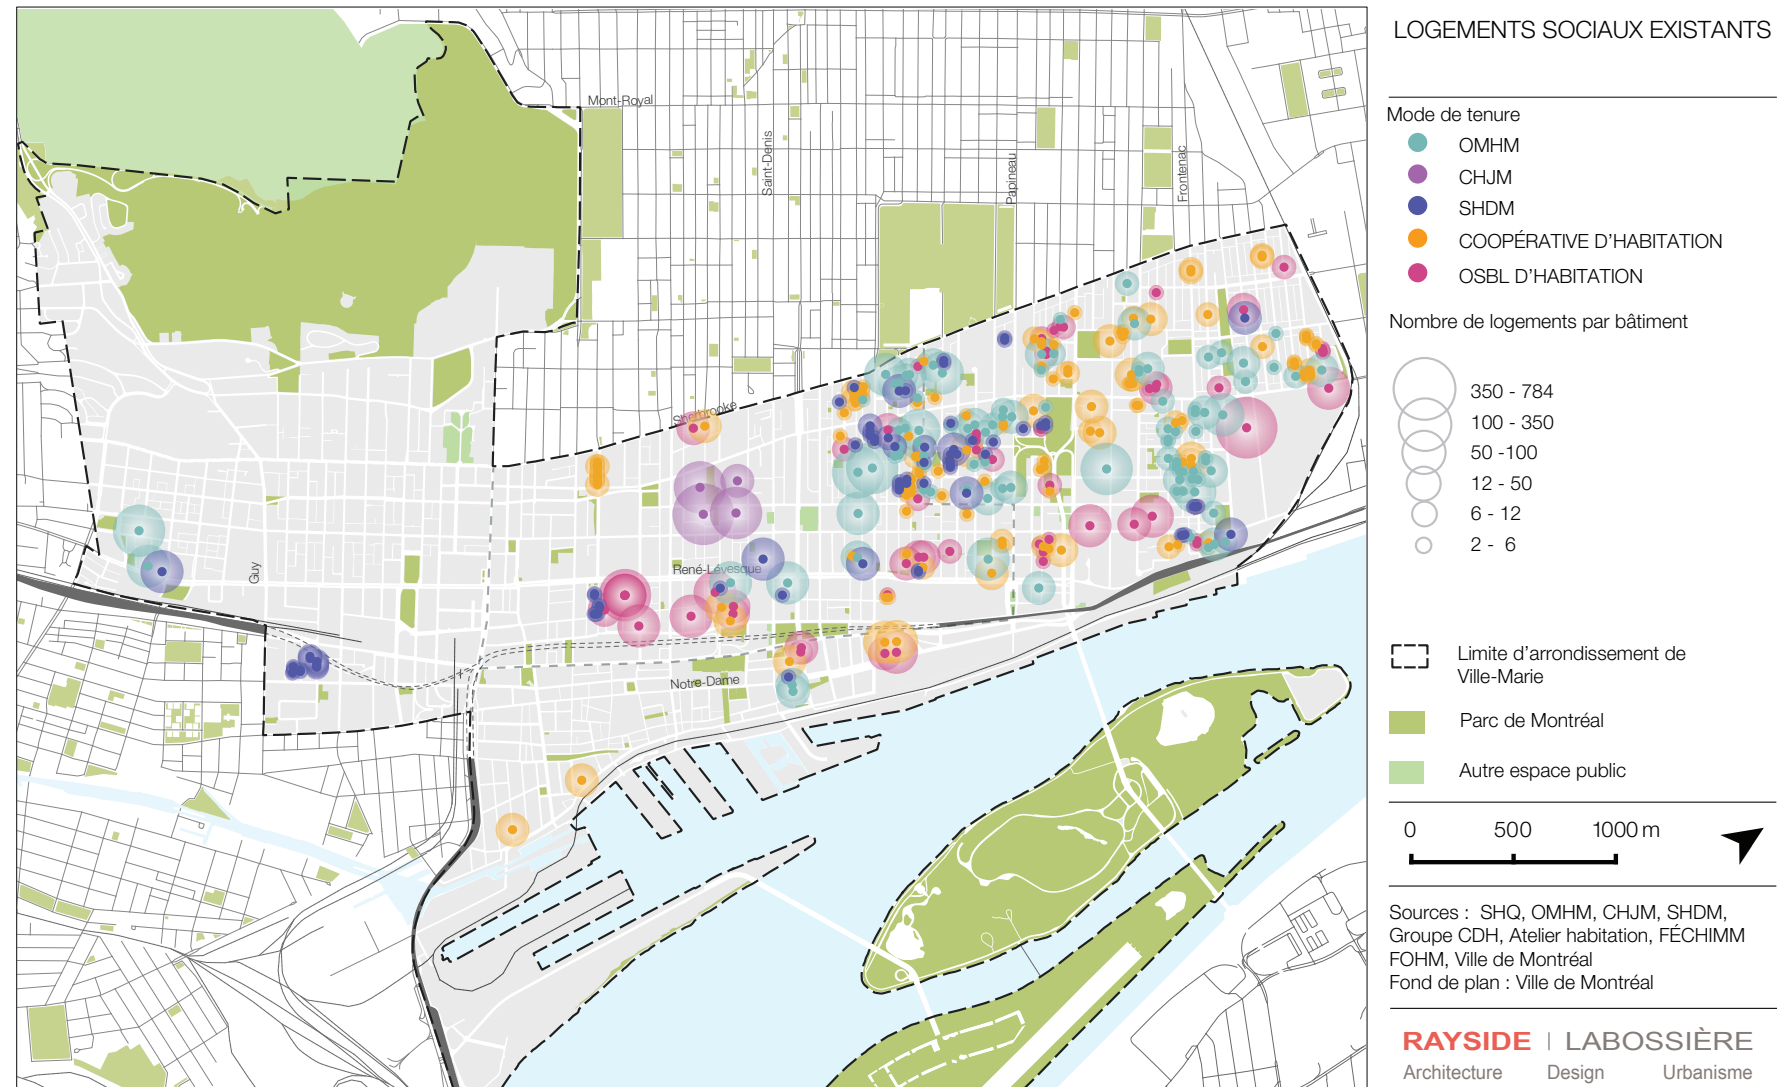 LOGEMENTS SOCIAUX EXISTANTS
Mode de tenure
OMHM
CHJM
SHDM
COOPÉRATIVE D'HABITATION
OSBL D'HABITATION
Nombre de logements par bâtiment
350 - 784
100 - 350
50 -100
12 - 50
6 - 12
2 - 6
Limite d'arrondissement de
Ville-Marie
Parc de Montréal
Autre espace public
0 500 1000 m
Sources : SHQ, OMHM, CHJM, SHDM,
Groupe CDH, Atelier habitation, FÉCHIMM
FOHM, Ville de Montréal
Fond de plan : Ville de Montréal
RAYSIDE | LABOSSIÈRE
Architecture Design Urbanisme
Mont-Royal
Saint-Denis
Papineau
Frontenac
Sherbrooke
Guy
René-Lévesque
Notre-Dame